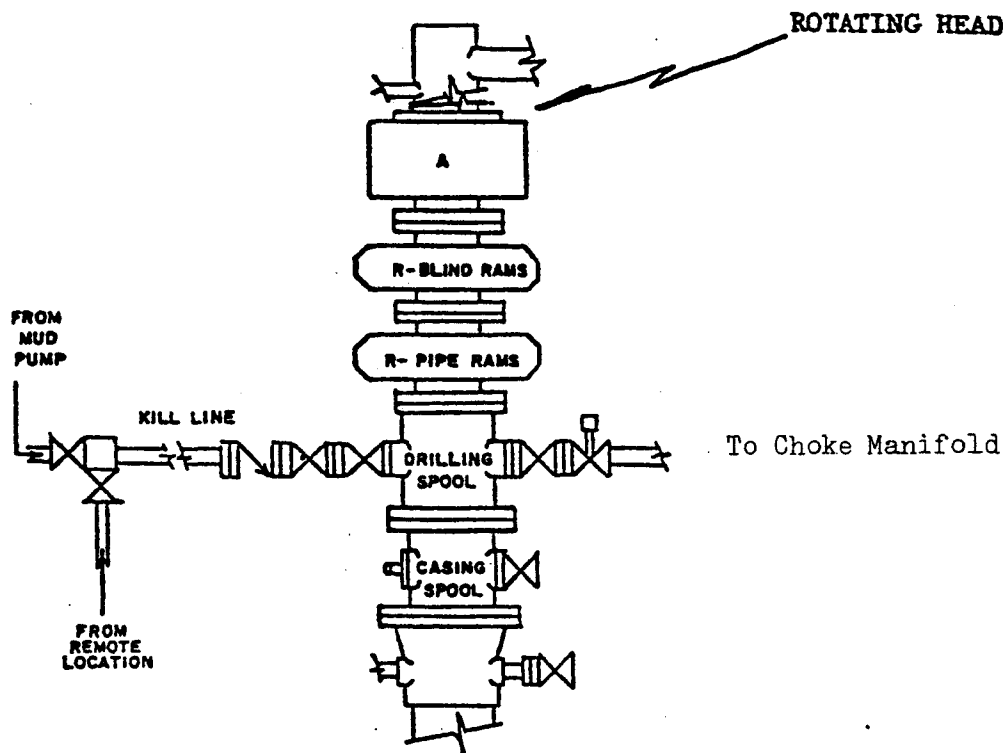 ROTATING HEAD
A
R-BLIND RAMS
FROM
MUD
PUMP
R- PIPE RAMS
KILL LINE
DRILLING
SPOOL
To Choke Manifold
CASING
SPOOL
FROM
REMOTE
LOCATION